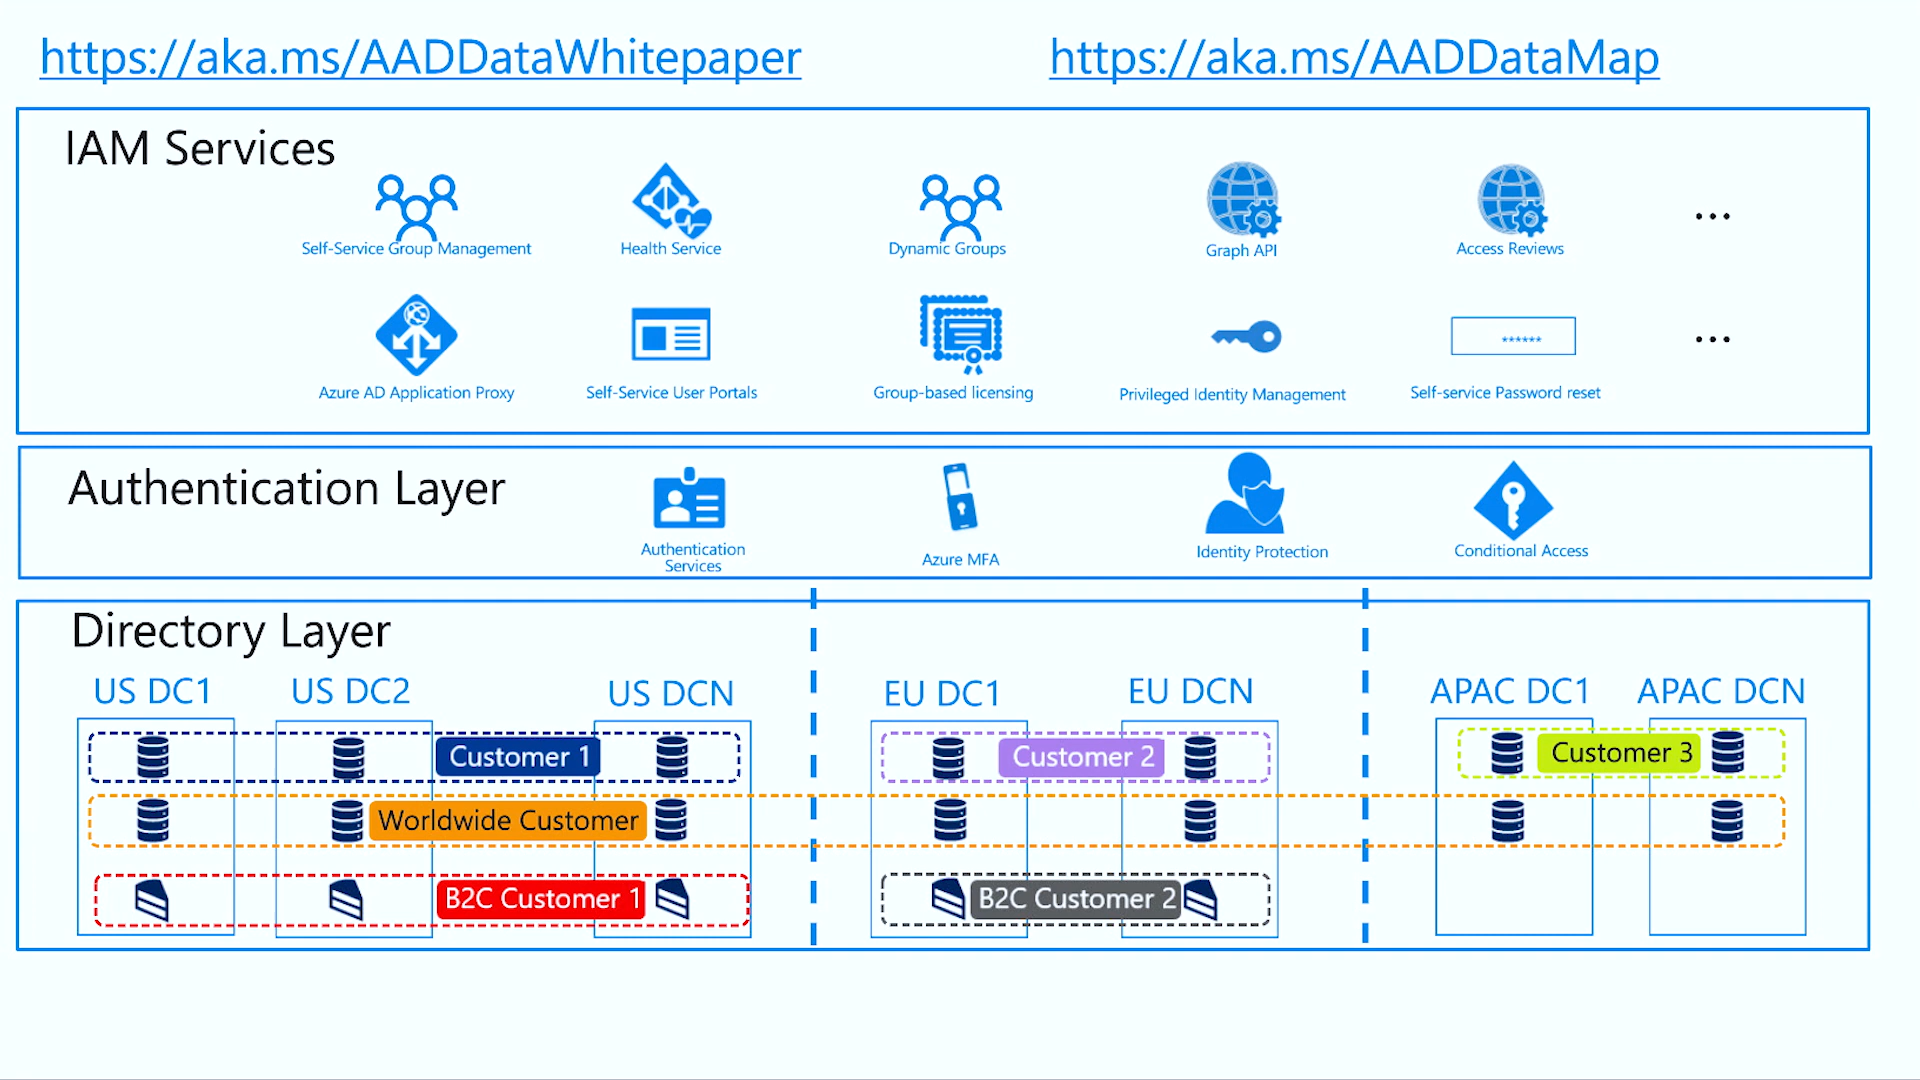 https://aka.ms/AADDataWhitepaper
https://aka.ms/AADDataMap
IAM Services
Self-Service Group Management
Health Service
Dynamic Groups
Graph API
Access Reviews
...
Azure AD Application Proxy
Self-Service User Portals
Group-based licensing
Privileged Identity Management
******
Self-service Password reset
...
Authentication Layer
Authentication
Services
Azure MFA
Identity Protection
Conditional Access
Directory Layer
US DC1
US DC2
US DCN
EU DC1
EU DCN
APAC DC1
APAC DCN
Customer 1
Customer 2
Customer 3
Worldwide Customer
B2C Customer 1
B2C Customer 2